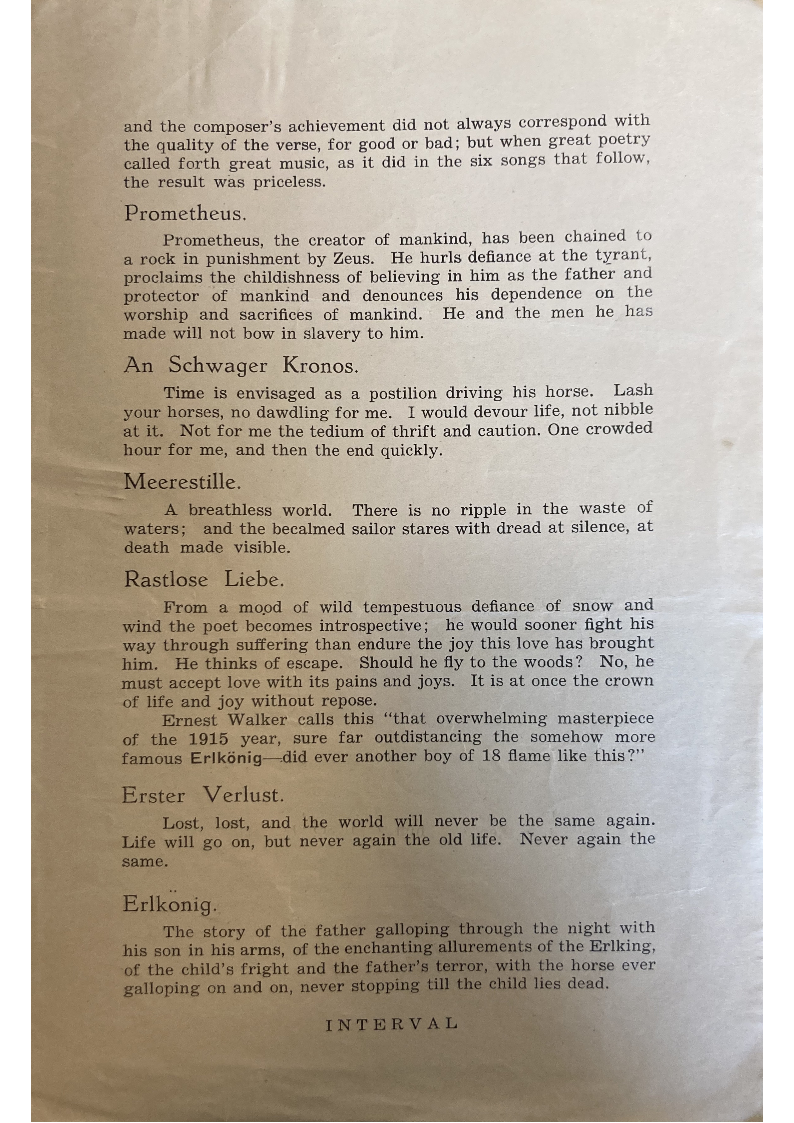 and the composer's achievement did not always correspond with
the quality of the verse, for good or bad; but when great poetry
called forth great music, as it did in the six songs that follow,
the result was priceless.
Prometheus.
Prometheus, the creator of mankind, has been chained to
a rock in punishment by Zeus. He hurls defiance at the tyrant,
proclaims the childishness of believing in him as the father and
protector of mankind and denounces his dependence on the
worship and sacrifices of mankind. He and the men he has
made will not bow in slavery to him.
An Schwager Kronos.
Time is envisaged as a postilion driving his horse. Lash
your horses, no dawdling for me. I would devour life, not nibble
at it. Not for me the tedium of thrift and caution. One crowded
hour for me, and then the end quickly.
Meerestille.
A breathless world. There is no ripple in the waste of
waters; and the becalmed sailor stares with dread at silence, at
death made visible.
Rastlose Liebe.
From a mood of wild tempestuous defiance of snow and
wind the poet becomes introspective; he would sooner fight his
way through suffering than endure the joy this love has brought
him. He thinks of escape. Should he fly to the woods? No, he
must accept love with its pains and joys. It is at once the crown
of life and joy without repose.
Ernest Walker calls this "that overwhelming masterpiece
of the 1915 year, sure far outdistancing the somehow more
famous Erlkönig—did ever another boy of 18 flame like this?"
Erster Verlust.
Lost, lost, and the world will never be the same again.
Life will go on, but never again the old life. Never again the
same.
Erlkönig.
The story of the father galloping through the night with
his son in his arms, of the enchanting allurements of the Erlking,
of the child's fright and the father's terror, with the horse ever
galloping on and on, never stopping till the child lies dead.
INTERVAL